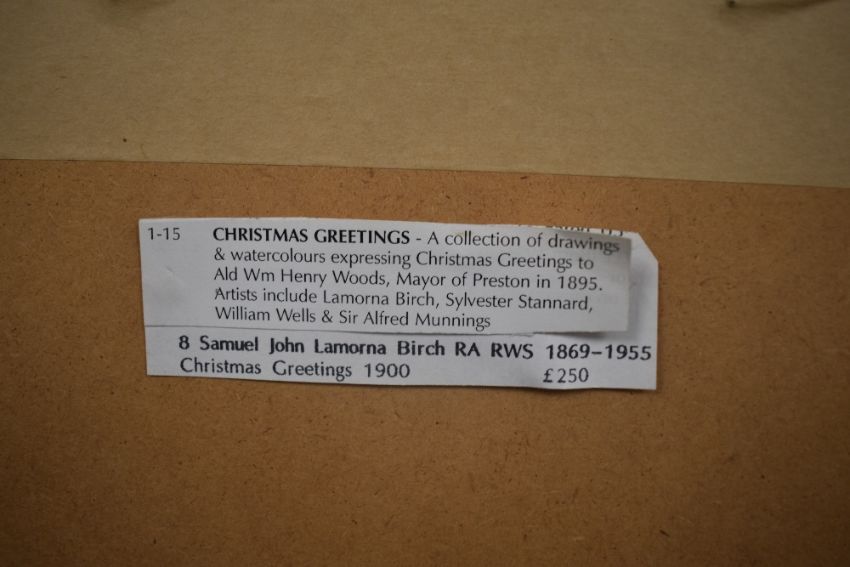 1-15 CHRISTMAS GREETINGS - A collection of drawings
& watercolours expressing Christmas Greetings to
Ald Wm Henry Woods, Mayor of Preston in 1895.
Artists include Lamorna Birch, Sylvester Stannard,
William Wells & Sir Alfred Munnings
8 Samuel John Lamorna Birch RA RWS 1869-1955
Christmas Greetings 1900 £250